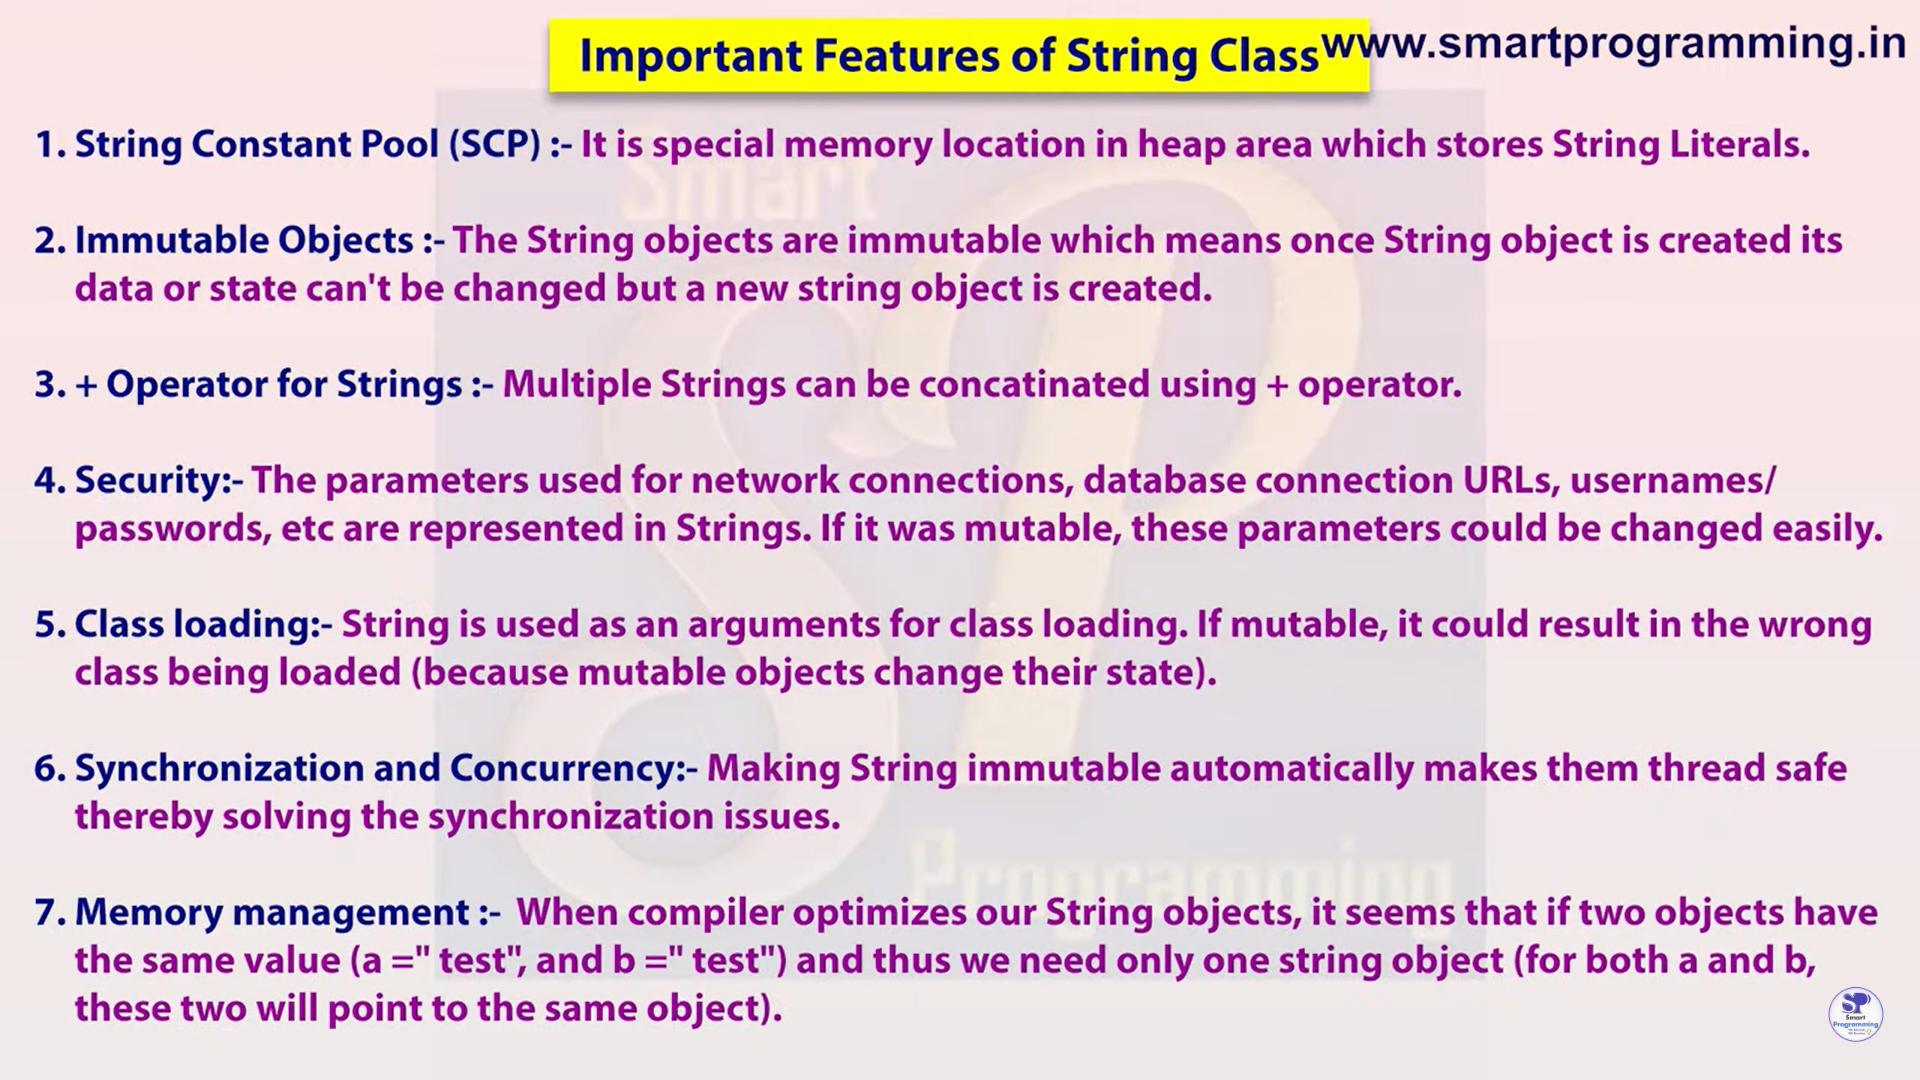 Important Features of String Class
www.smartprogramming.in
1. String Constant Pool (SCP) :- It is special memory location in heap area which stores String Literals.
2. Immutable Objects :- The String objects are immutable which means once String object is created its
data or state can't be changed but a new string object is created.
3. + Operator for Strings :- Multiple Strings can be concatinated using + operator.
4. Security:- The parameters used for network connections, database connection URLs, usernames/
passwords, etc are represented in Strings. If it was mutable, these parameters could be changed easily.
5. Class loading:- String is used as an arguments for class loading. If mutable, it could result in the wrong
class being loaded (because mutable objects change their state).
6. Synchronization and Concurrency:- Making String immutable automatically makes them thread safe
thereby solving the synchronization issues.
7. Memory management :- When compiler optimizes our String objects, it seems that if two objects have
the same value (a =" test", and b =" test") and thus we need only one string object (for both a and b,
these two will point to the same object).
Smart
SP
Programming
SP
Smart
Programming